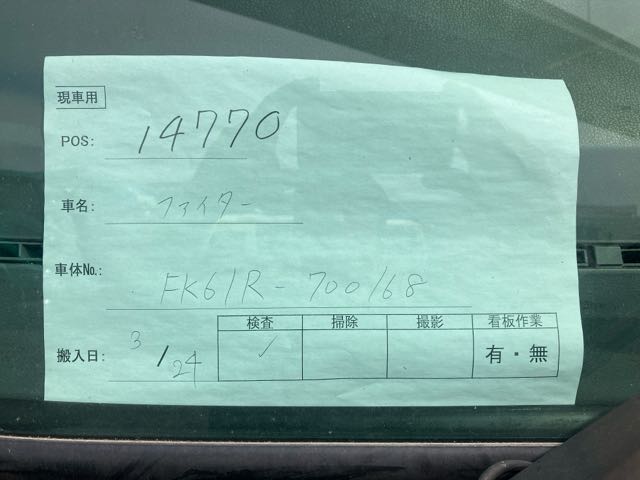 現車用
POS: 14770
車名: ファイター
車体No.: FK61R-700168
検査 掃除 撮影 看板作業
搬入日: 3/24 ✓ 有・無